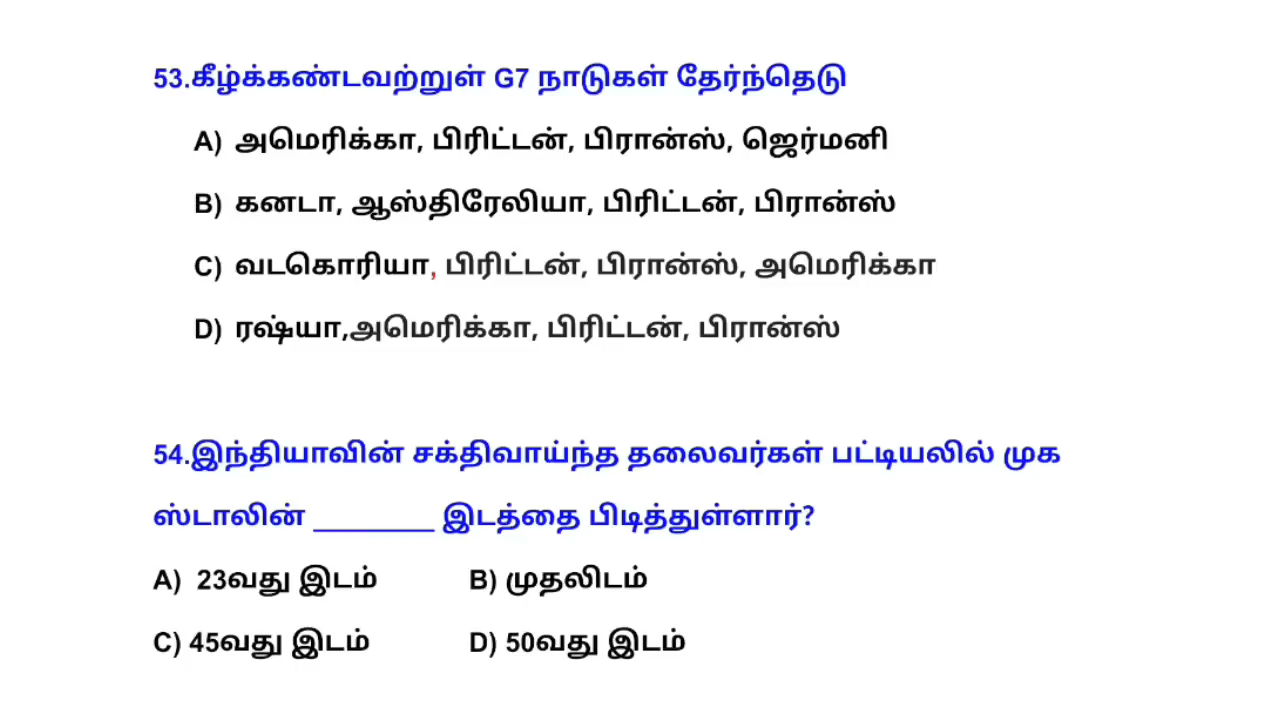 53.கீழ்க்கண்டவற்றுள் G7 நாடுகள் தேர்ந்தெடு
A) அமெரிக்கா, பிரிட்டன், பிரான்ஸ், ஜெர்மனி
B) கனடா, ஆஸ்திரேலியா, பிரிட்டன், பிரான்ஸ்
C) வடகொரியா, பிரிட்டன், பிரான்ஸ், அமெரிக்கா
D) ரஷ்யா,அமெரிக்கா, பிரிட்டன், பிரான்ஸ்
54.இந்தியாவின் சக்திவாய்ந்த தலைவர்கள் பட்டியலில் முக
ஸ்டாலின் ________ இடத்தை பிடித்துள்ளார்?
A) 23வது இடம் B) முதலிடம்
C) 45வது இடம் D) 50வது இடம்